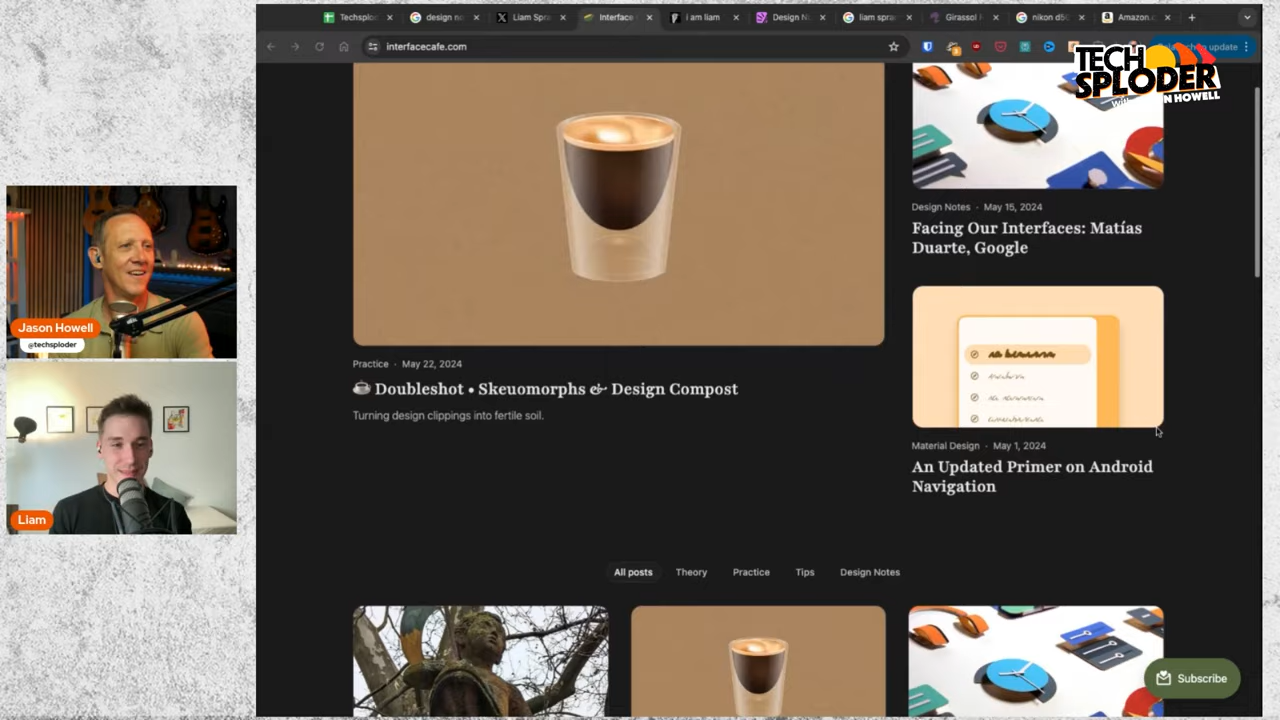 Techsplo
design no
Liam Spra
Interface
i am liam
Design N
liam spra
Girassol
nikon d5
Amazon.c
interfacecafe.com
update
TECH
SPLODER
HOWELL
Design Notes · May 15, 2024
Facing Our Interfaces: Matías
Duarte, Google
Jason Howell
@techsploder
Practice · May 22, 2024
☕ Doubleshot • Skeuomorphs & Design Compost
Turning design clippings into fertile soil.
Material Design · May 1, 2024
An Updated Primer on Android
Navigation
Liam
All posts Theory Practice Tips Design Notes
Subscribe